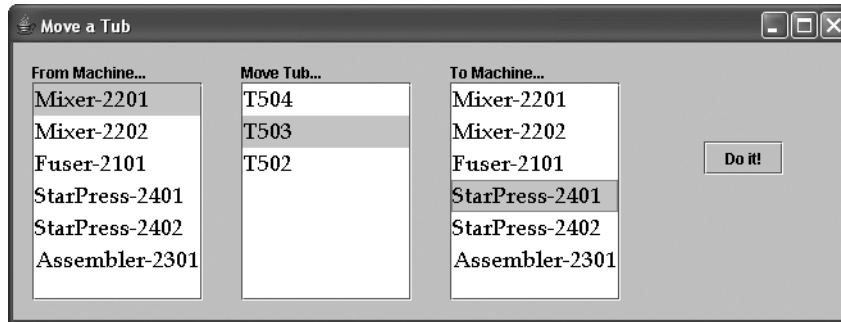 Move a Tub
From Machine...
Mixer-2201
Mixer-2202
Fuser-2101
StarPress-2401
StarPress-2402
Assembler-2301
Move Tub...
T504
T503
T502
To Machine...
Mixer-2201
Mixer-2202
Fuser-2101
StarPress-2401
StarPress-2402
Assembler-2301
Do it!